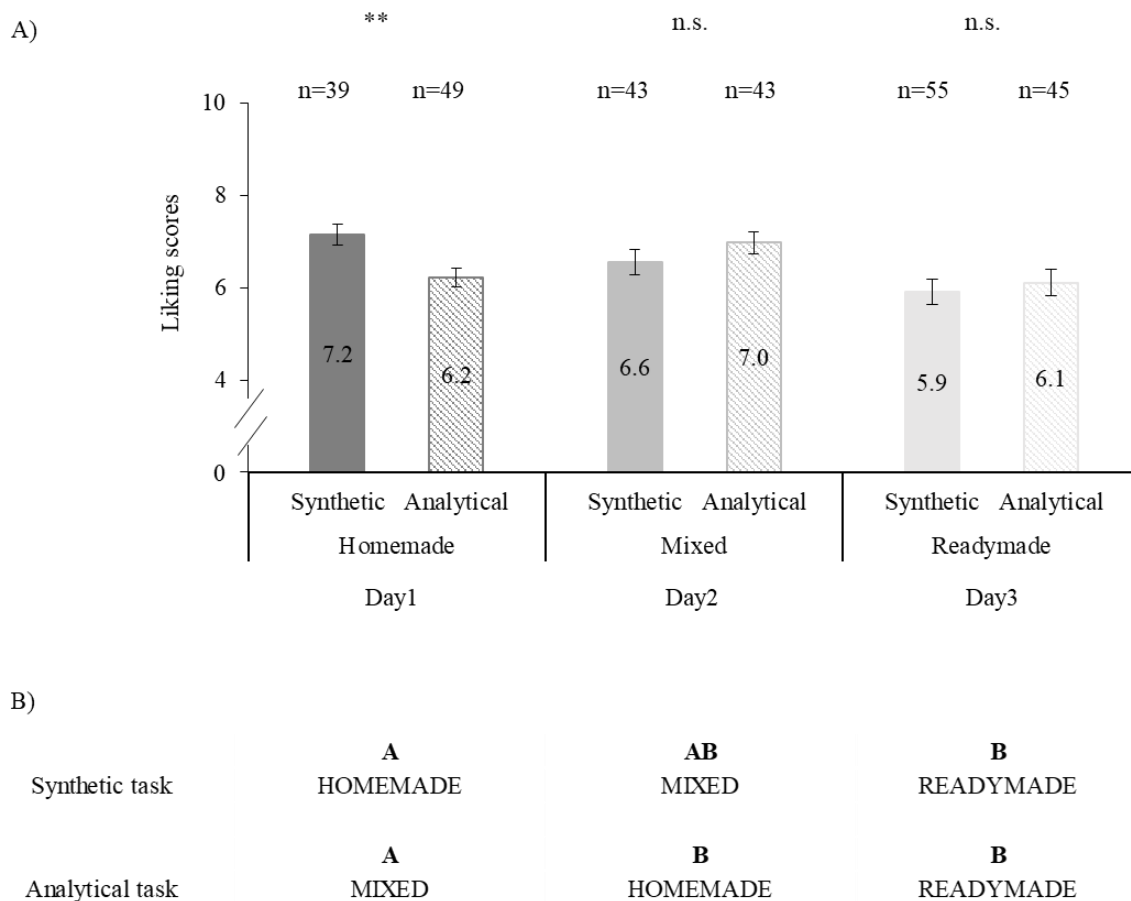 A)
** n.s. n.s.
n=39 n=49 n=43 n=43 n=55 n=45
10
8
6
4
0
Liking scores
7.2 6.2 6.6 7.0 5.9 6.1
Synthetic Analytical Synthetic Analytical Synthetic Analytical
Homemade Mixed Readymade
Day1 Day2 Day3
B)
A AB B
Synthetic task HOMEMADE MIXED READYMADE
A B B
Analytical task MIXED HOMEMADE READYMADE